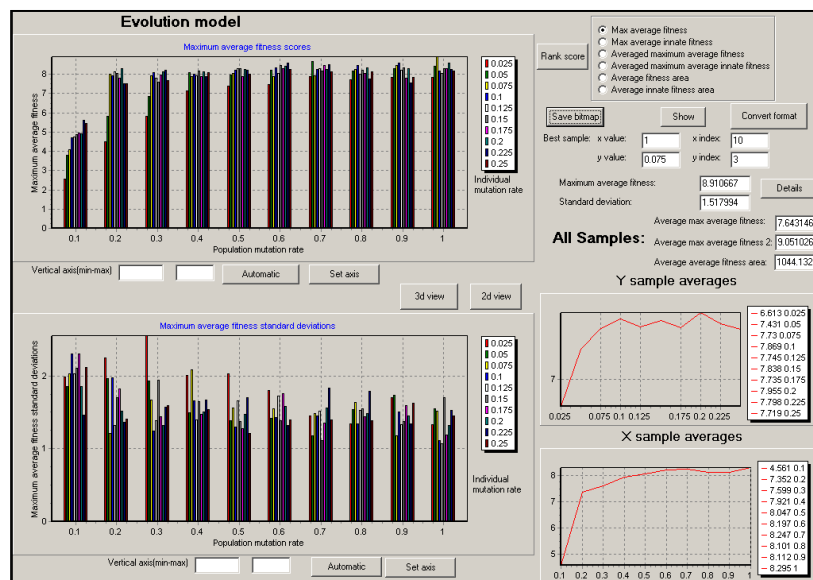 Evolution model
Maximum average fitness scores
Maximum average fitness
8
7
6
5
4
3
2
1
0
0.1 0.2 0.3 0.4 0.5 0.6 0.7 0.8 0.9 1
Population mutation rate
0.025
0.05
0.075
0.1
0.125
0.15
0.175
0.2
0.225
0.25
Individual
mutation rate
Vertical axis(min-max)
Automatic
Set axis
3d view
2d view
Maximum average fitness standard deviations
Maximum average fitness standard deviations
2
1
0
0.1 0.2 0.3 0.4 0.5 0.6 0.7 0.8 0.9 1
Population mutation rate
0.025
0.05
0.075
0.1
0.125
0.15
0.175
0.2
0.225
0.25
Individual
mutation rate
Vertical axis(min-max)
Automatic
Set axis
Rank score
Max average fitness
Max average innate fitness
Averaged maximum average fitness
Averaged maximum average innate fitness
Average fitness area
Average innate fitness area
Save bitmap
Show
Convert format
Best sample: x value: 1 x index: 10
y value: 0.075 y index: 3
Maximum average fitness: 8.910667
Standard deviation: 1.517994
Details
All Samples:
Average max average fitness: 7.643146
Average max average fitness 2: 9.051026
Average average fitness area: 1044.132
Y sample averages
7
0.025 0.075 0.1 0.125 0.175 0.2 0.225
6.613 0.025
7.431 0.05
7.73 0.075
7.869 0.1
7.745 0.125
7.838 0.15
7.735 0.175
7.955 0.2
7.798 0.225
7.719 0.25
X sample averages
8
7
6
5
0.1 0.2 0.3 0.4 0.5 0.6 0.7 0.8 0.9 1
4.561 0.1
7.352 0.2
7.599 0.3
7.921 0.4
8.047 0.5
8.197 0.6
8.247 0.7
8.101 0.8
8.112 0.9
8.295 1